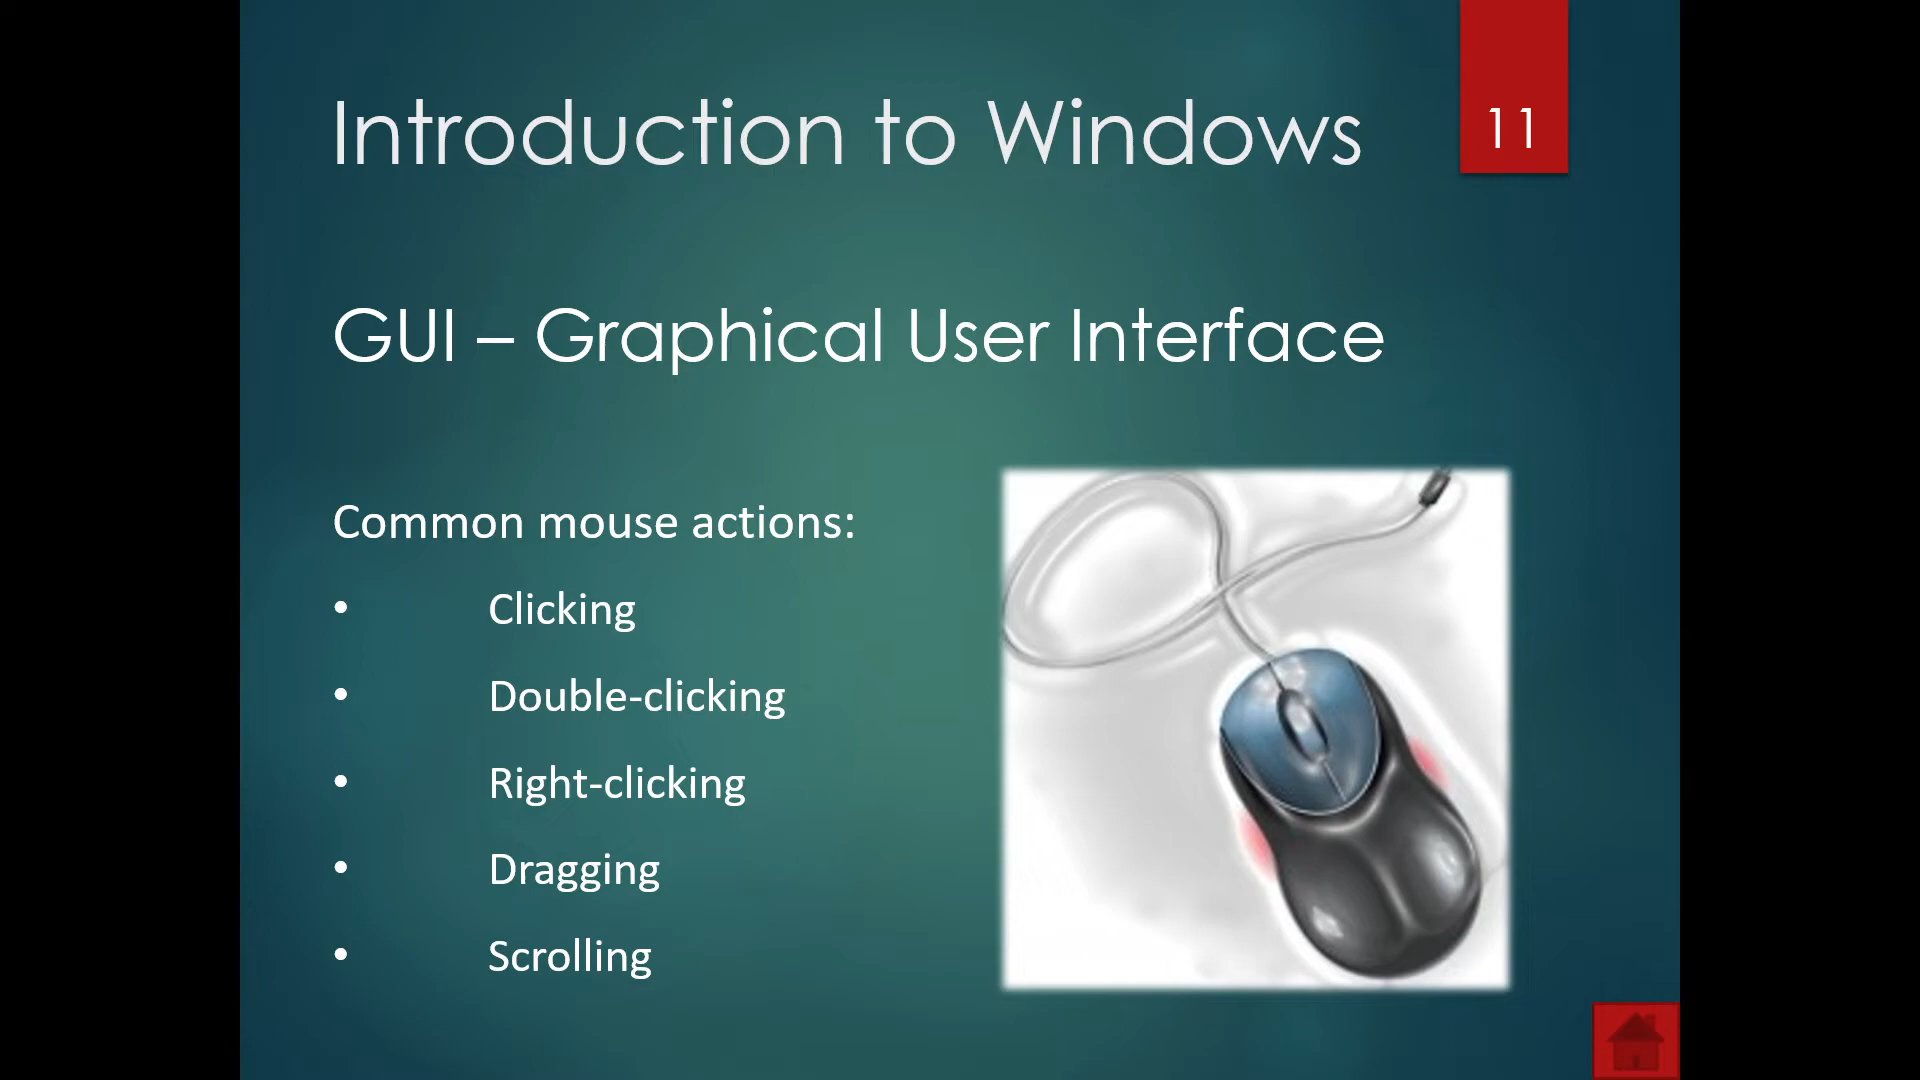 Introduction to Windows
11
GUI – Graphical User Interface
Common mouse actions:
• Clicking
• Double-clicking
• Right-clicking
• Dragging
• Scrolling